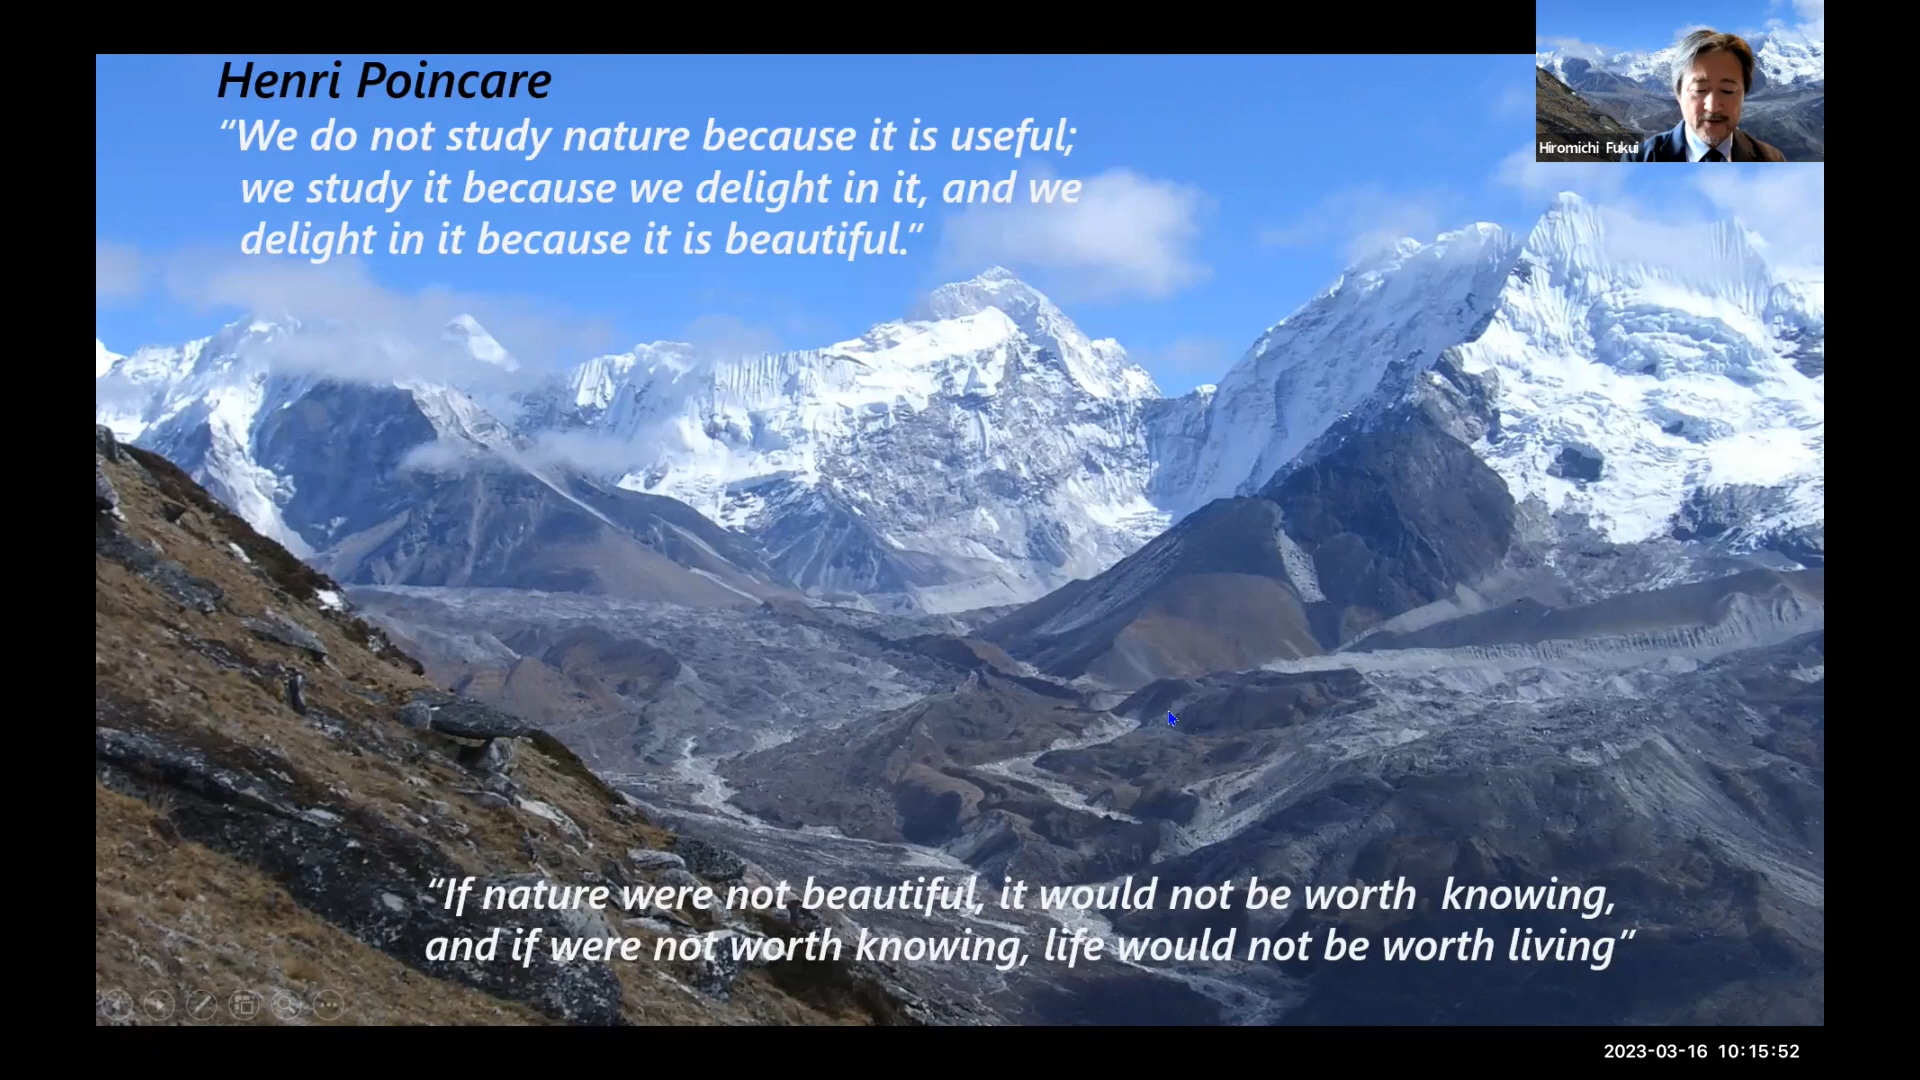 Henri Poincare
“We do not study nature because it is useful;
we study it because we delight in it, and we
delight in it because it is beautiful.”
Hiromichi Fukui
“If nature were not beautiful, it would not be worth  knowing,
and if were not worth knowing, life would not be worth living”
2023-03-16 10:15:52